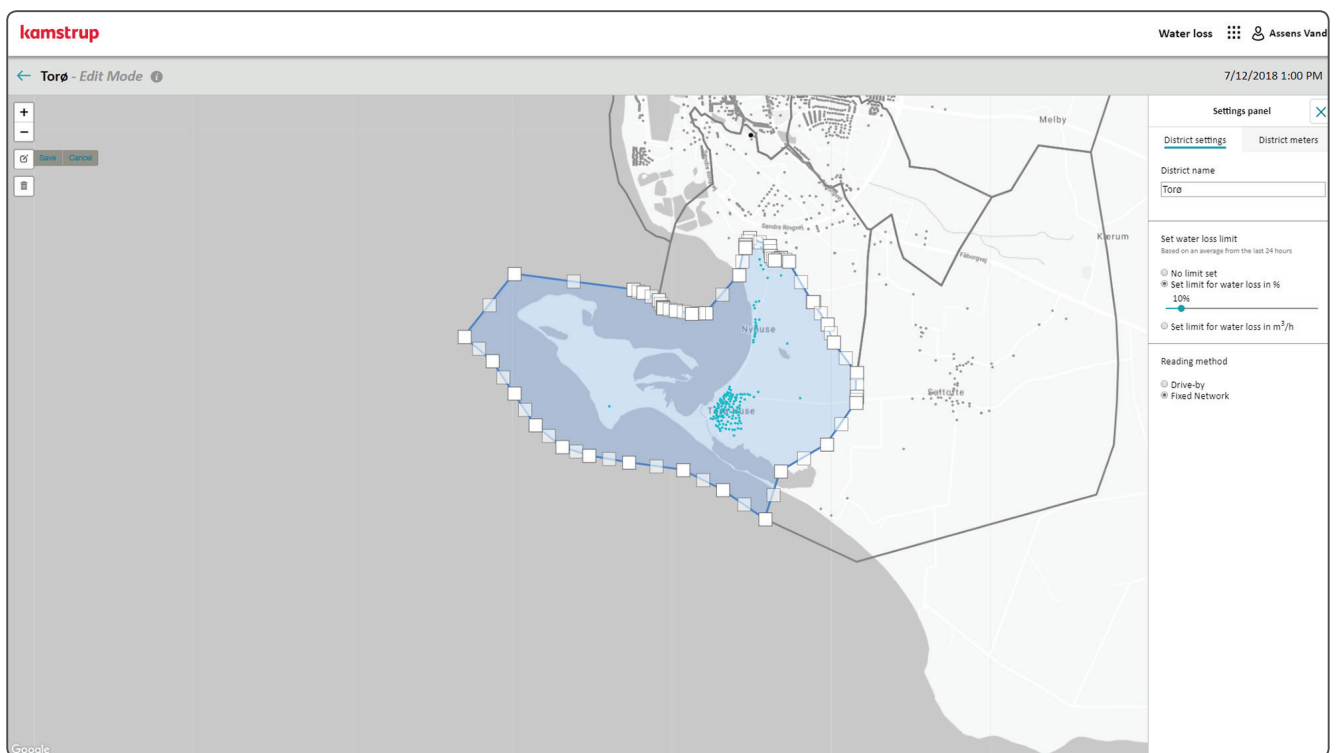 kamstrup
Water loss
Assens Vand
Torø - Edit Mode
7/12/2018 1:00 PM
+
−
Save Cancel
Melby
Søndre Ringvej
Kærum
Fåborgvej
Settings panel
District settings
District meters
District name
Torø
Set water loss limit
Based on an average from the last 24 hours
No limit set
Set limit for water loss in %
10%
Set limit for water loss in m³/h
Reading method
Drive-by
Fixed Network
Google